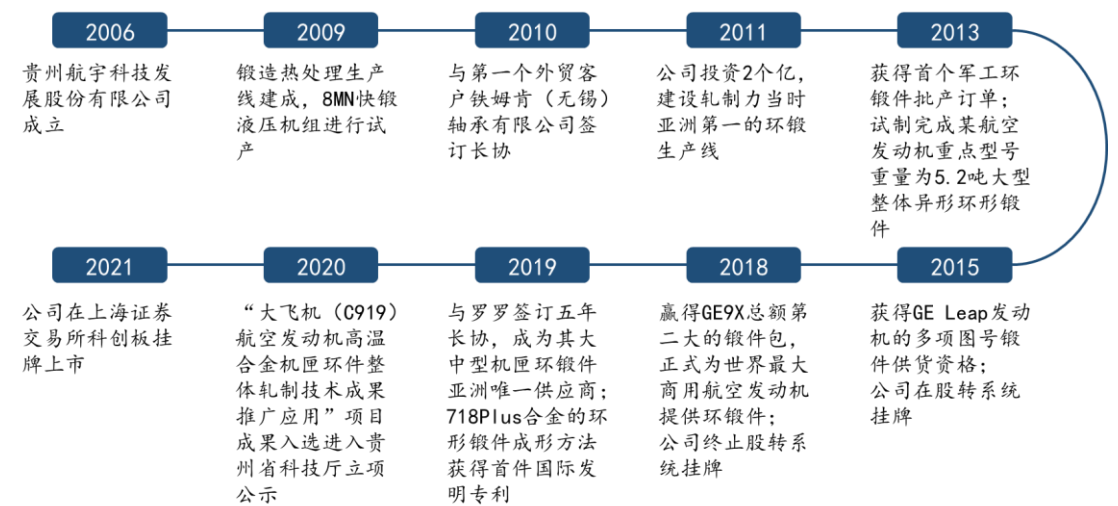 2006
贵州航宇科技发
展股份有限公司
成立
2009
锻造热处理生产
线建成，8MN快锻
液压机组进行试
产
2010
与第一个外贸客
户铁姆肯（无锡）
轴承有限公司签
订长协
2011
公司投资2个亿，
建设轧制力当时
亚洲第一的环锻
生产线
2013
获得首个军工环
锻件批产订单；
试制完成某航空
发动机重点型号
重量为5.2吨大型
整体异形环形锻
件
2015
获得GE Leap发动
机的多项图号锻
件供货资格；
公司在股转系统
挂牌
2018
赢得GE9X总额第
二大的锻件包，
正式为世界最大
商用航空发动机
提供环锻件；
公司终止股转系
统挂牌
2019
与罗罗签订五年
长协，成为其大
中型机匣环锻件
亚洲唯一供应商；
718Plus合金的环
形锻件成形方法
获得首件国际发
明专利
2020
“大飞机（C919）
航空发动机高温
合金机匣环件整
体轧制技术成果
推广应用”项目
成果入选进入贵
州省科技厅立项
公示
2021
公司在上海证券
交易所科创板挂
牌上市